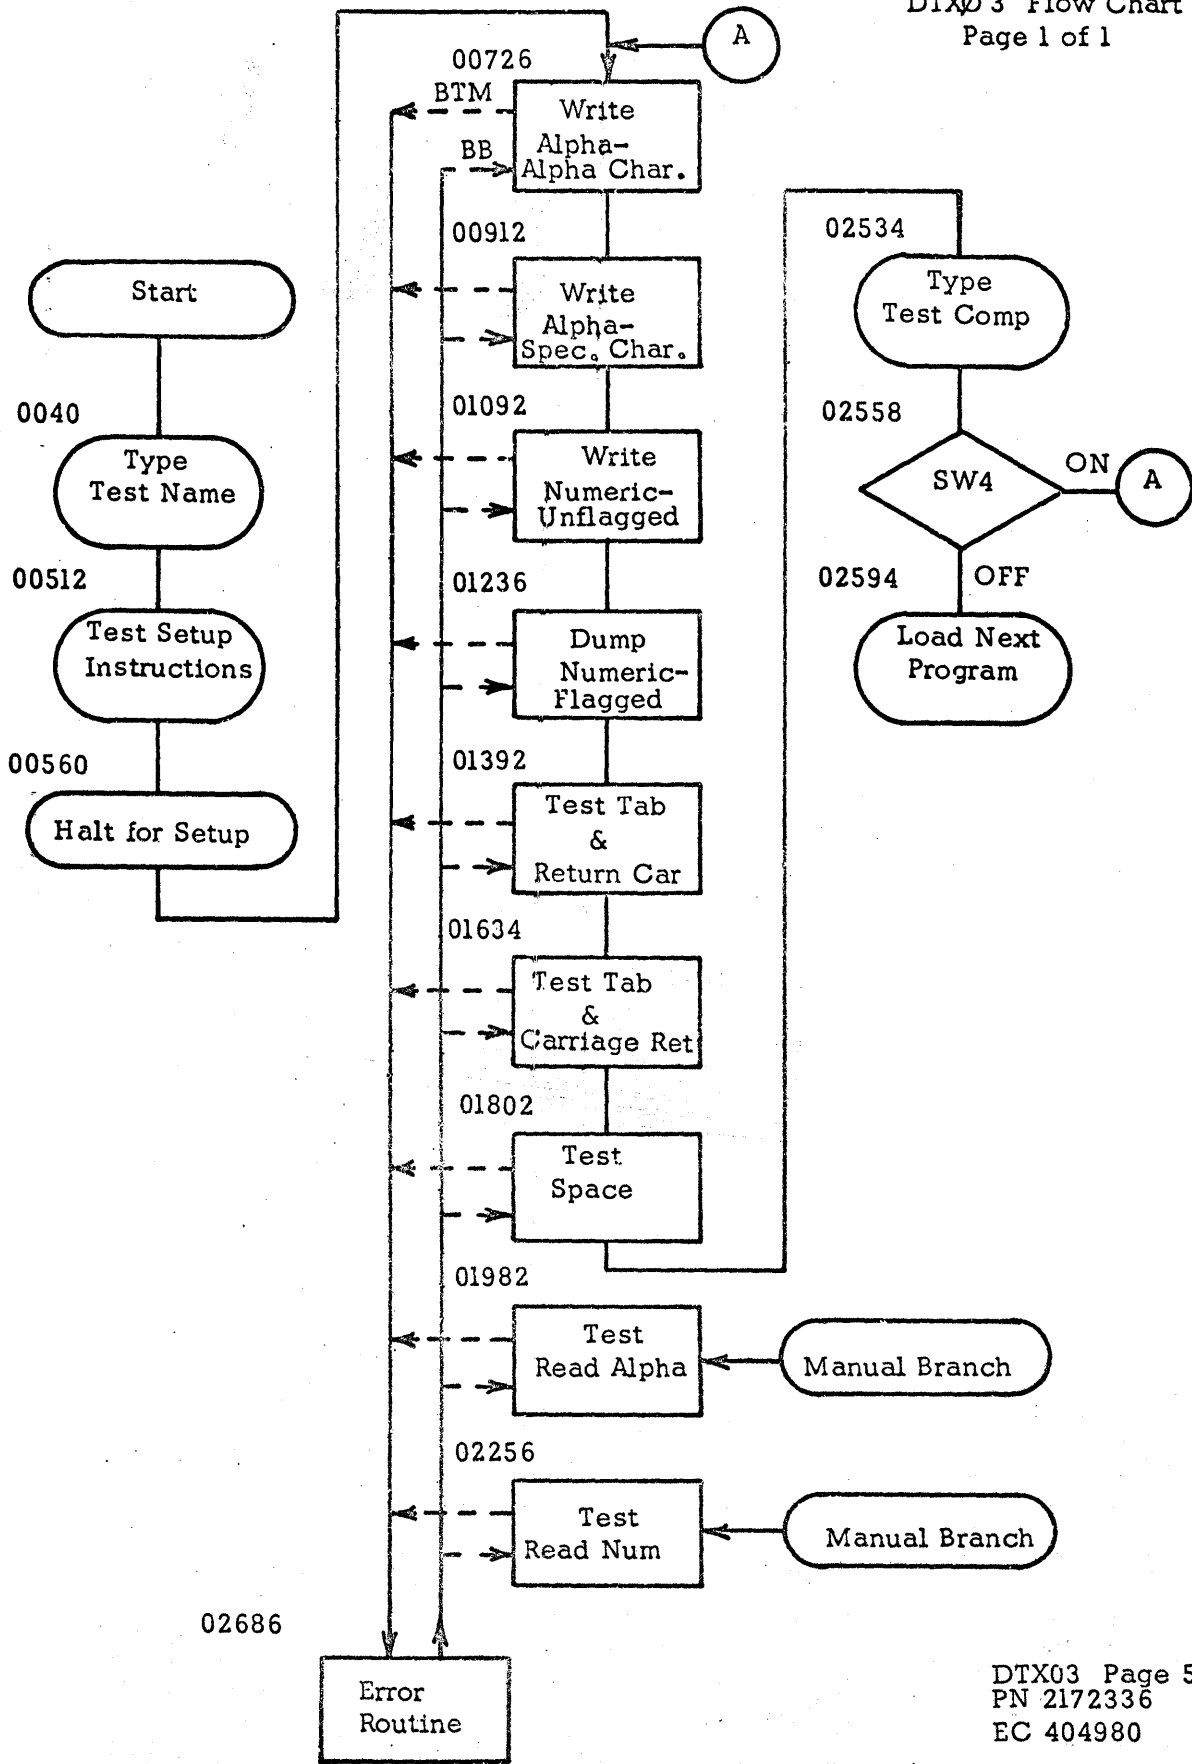 DTXØ3 Flow Chart
Page 1 of 1
A
00726
BTM
Write
Alpha-
BB
Alpha Char.
00912
Write
Alpha-
Spec. Char.
01092
Write
Numeric-
Unflagged
01236
Dump
Numeric-
Flagged
01392
Test Tab
&
Return Car
01634
Test Tab
&
Carriage Ret
01802
Test
Space
01982
Test
Read Alpha
Manual Branch
02256
Test
Read Num
Manual Branch
02686
Error
Routine
Start
0040
Type
Test Name
00512
Test Setup
Instructions
00560
Halt for Setup
02534
Type
Test Comp
02558
SW4
ON
A
02594
OFF
Load Next
Program
DTX03 Page 5
PN 2172336
EC 404980